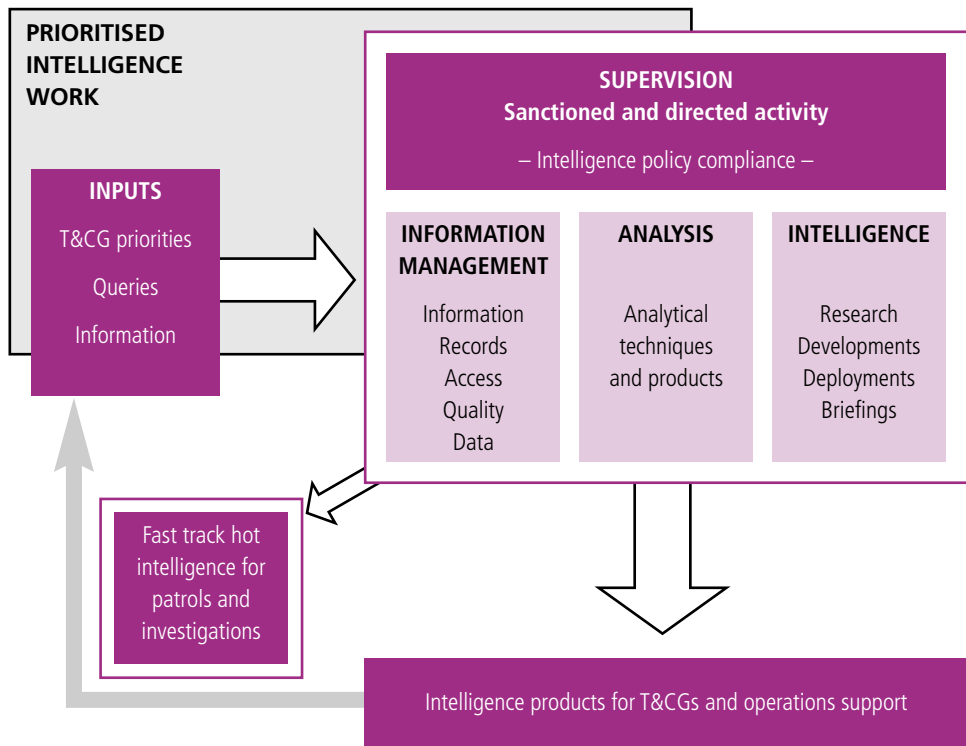 PRIORITISED
INTELLIGENCE
WORK
SUPERVISION
Sanctioned and directed activity
– Intelligence policy compliance –
INPUTS
T&CG priorities
Queries
Information
INFORMATION
MANAGEMENT
Information
Records
Access
Quality
Data
ANALYSIS
Analytical
techniques
and products
INTELLIGENCE
Research
Developments
Deployments
Briefings
Fast track hot
intelligence for
patrols and
investigations
Intelligence products for T&CGs and operations support